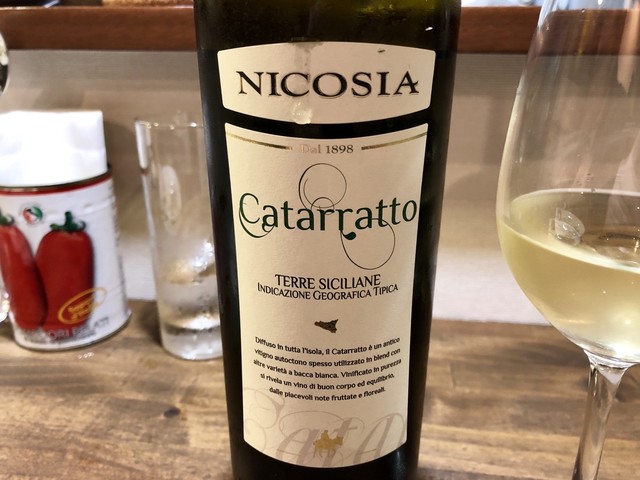 NICOSIA
Dal 1898
Catarratto
TERRE SICILIANE
INDICAZIONE GEOGRAFICA TIPICA
Diffuso in tutta l'isola, il Catarratto è un antico
vitigno autoctono spesso utilizzato in blend con
altre varietà a bacca bianca. Vinificato in purezza
si rivela un vino di buon corpo ed equilibrio,
dalle piacevoli note fruttate e floreali.